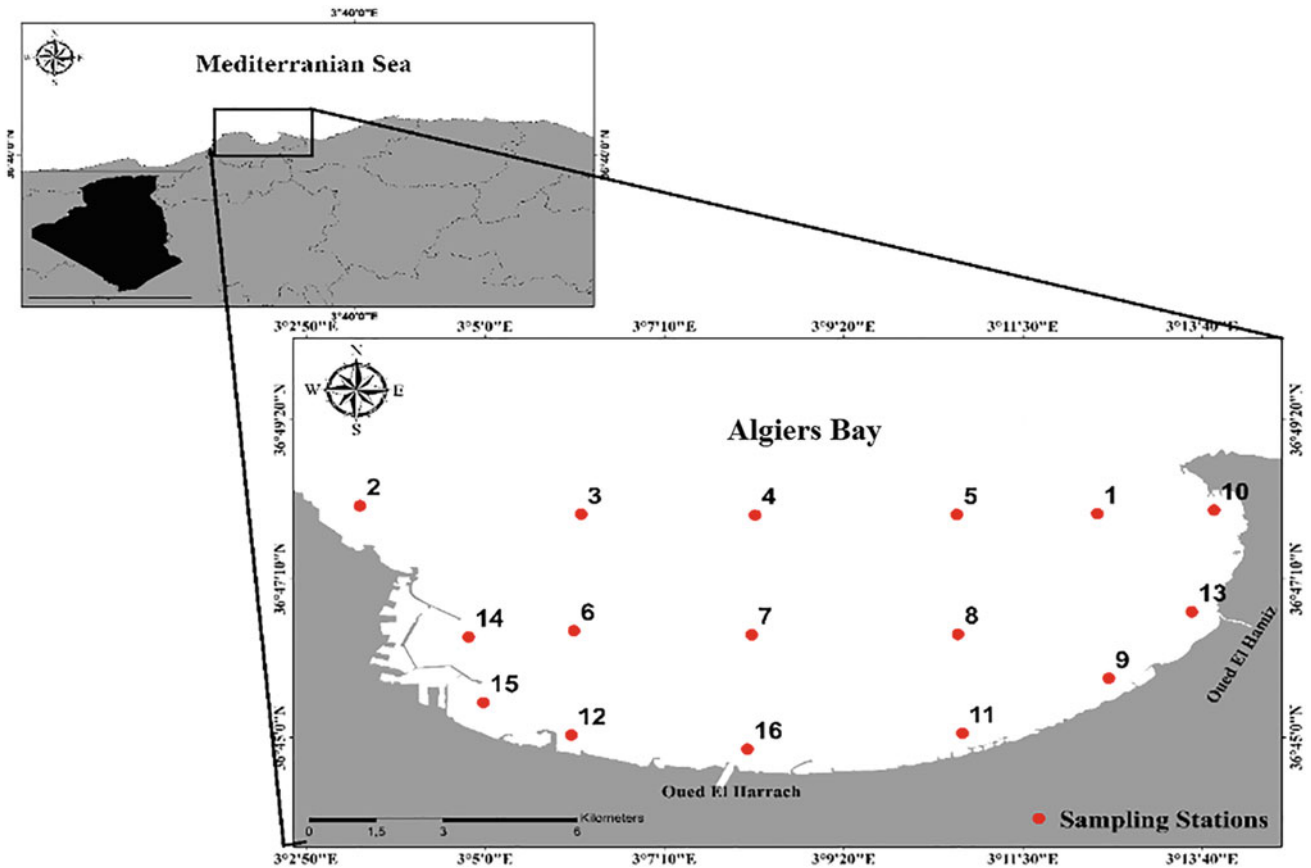 3°40'0"E
N
W E
S
Mediterranian Sea
36°40'0"N
36°40'0"N
3°40'0"E
3°2'50"E 3°5'0"E 3°7'10"E 3°9'20"E 3°11'30"E 3°13'40"E
N
W E
S
Algiers Bay
36°49'20"N
36°49'20"N
2 3 4 5 1 10
36°47'10"N
36°47'10"N
14 6 7 8 13
9
Oued El Hamiz
15 12 16 11
36°45'0"N
36°45'0"N
Oued El Harrach
Kilometers
0 1,5 3 6
Sampling Stations
3°2'50"E 3°5'0"E 3°7'10"E 3°9'20"E 3°11'30"E 3°13'40"E